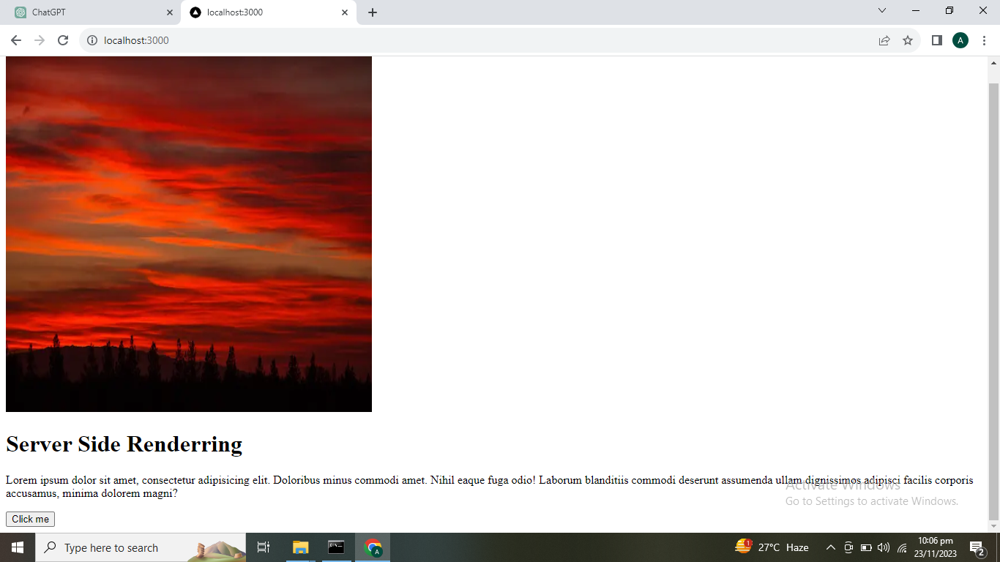 ChatGPT
localhost:3000
localhost:3000
A
Server Side Renderring
Lorem ipsum dolor sit amet, consectetur adipisicing elit. Doloribus minus commodi amet. Nihil eaque fuga odio! Laborum blanditiis commodi deserunt assumenda ullam dignissimos adipisci facilis corporis
accusamus, minima dolorem magni?
Activate Windows
Go to Settings to activate Windows.
Click me
Type here to search
A
1
27°C Haze
10:06 pm
23/11/2023
2